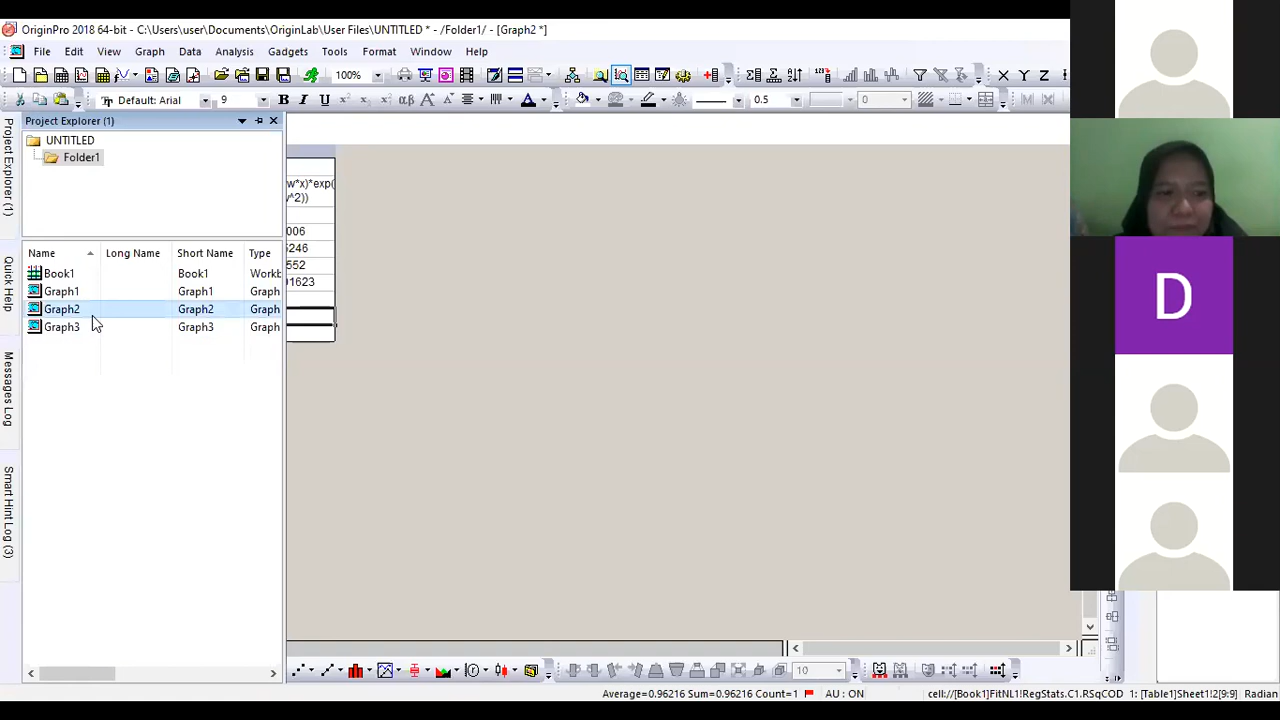 OriginPro 2018 64-bit - C:\Users\user\Documents\OriginLab\User Files\UNTITLED * - /Folder1/ - [Graph2 *]
File Edit View Graph Data Analysis Gadgets Tools Format Window Help
100% X Y Z
Default: Arial 9 B I U αβ A A A 0.5 0
Project Explorer (1)
UNTITLED
Folder1
Project Explorer (1)
Quick Help
Messages Log
Smart Hint Log (3)
Name Long Name Short Name Type
Book1 Book1 Workb
Graph1 Graph1 Graph
Graph2 Graph2 Graph
Graph3 Graph3 Graph
w*x)*exp(
^2))
006
6246
552
01623
D
10
Average=0.96216 Sum=0.96216 Count=1 AU : ON cell://[Book1]FitNL1!RegStats.C1.RSqCOD 1: [Table1]Sheet1!2[9:9] Radian